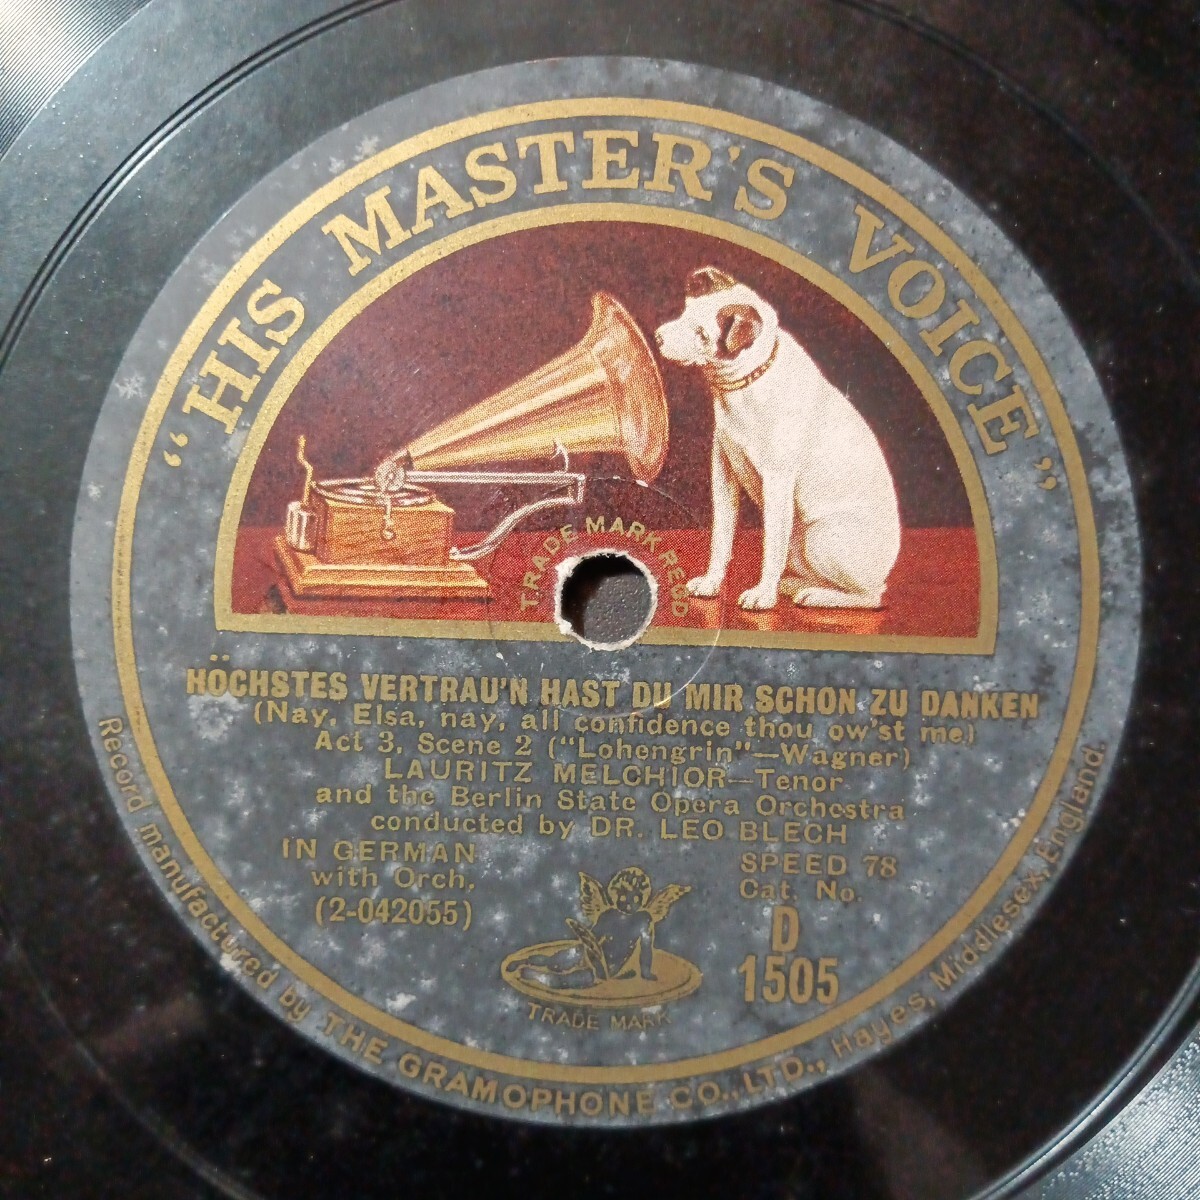 “HIS MASTER'S VOICE”
TRADE MARK REGD
HÖCHSTES VERTRAU'N HAST DU MIR SCHON ZU DANKEN
(Nay, Elsa, nay, all confidence thou ow'st me)
Act 3, Scene 2 ("Lohengrin"—Wagner)
LAURITZ MELCHIOR—Tenor
and the Berlin State Opera Orchestra
conducted by DR. LEO BLECH
IN GERMAN
with Orch.
(2-042055)
SPEED 78
Cat. No.
D
1505
TRADE MARK
Record manufactured by THE GRAMOPHONE CO., LTD., Hayes, Middlesex, England.